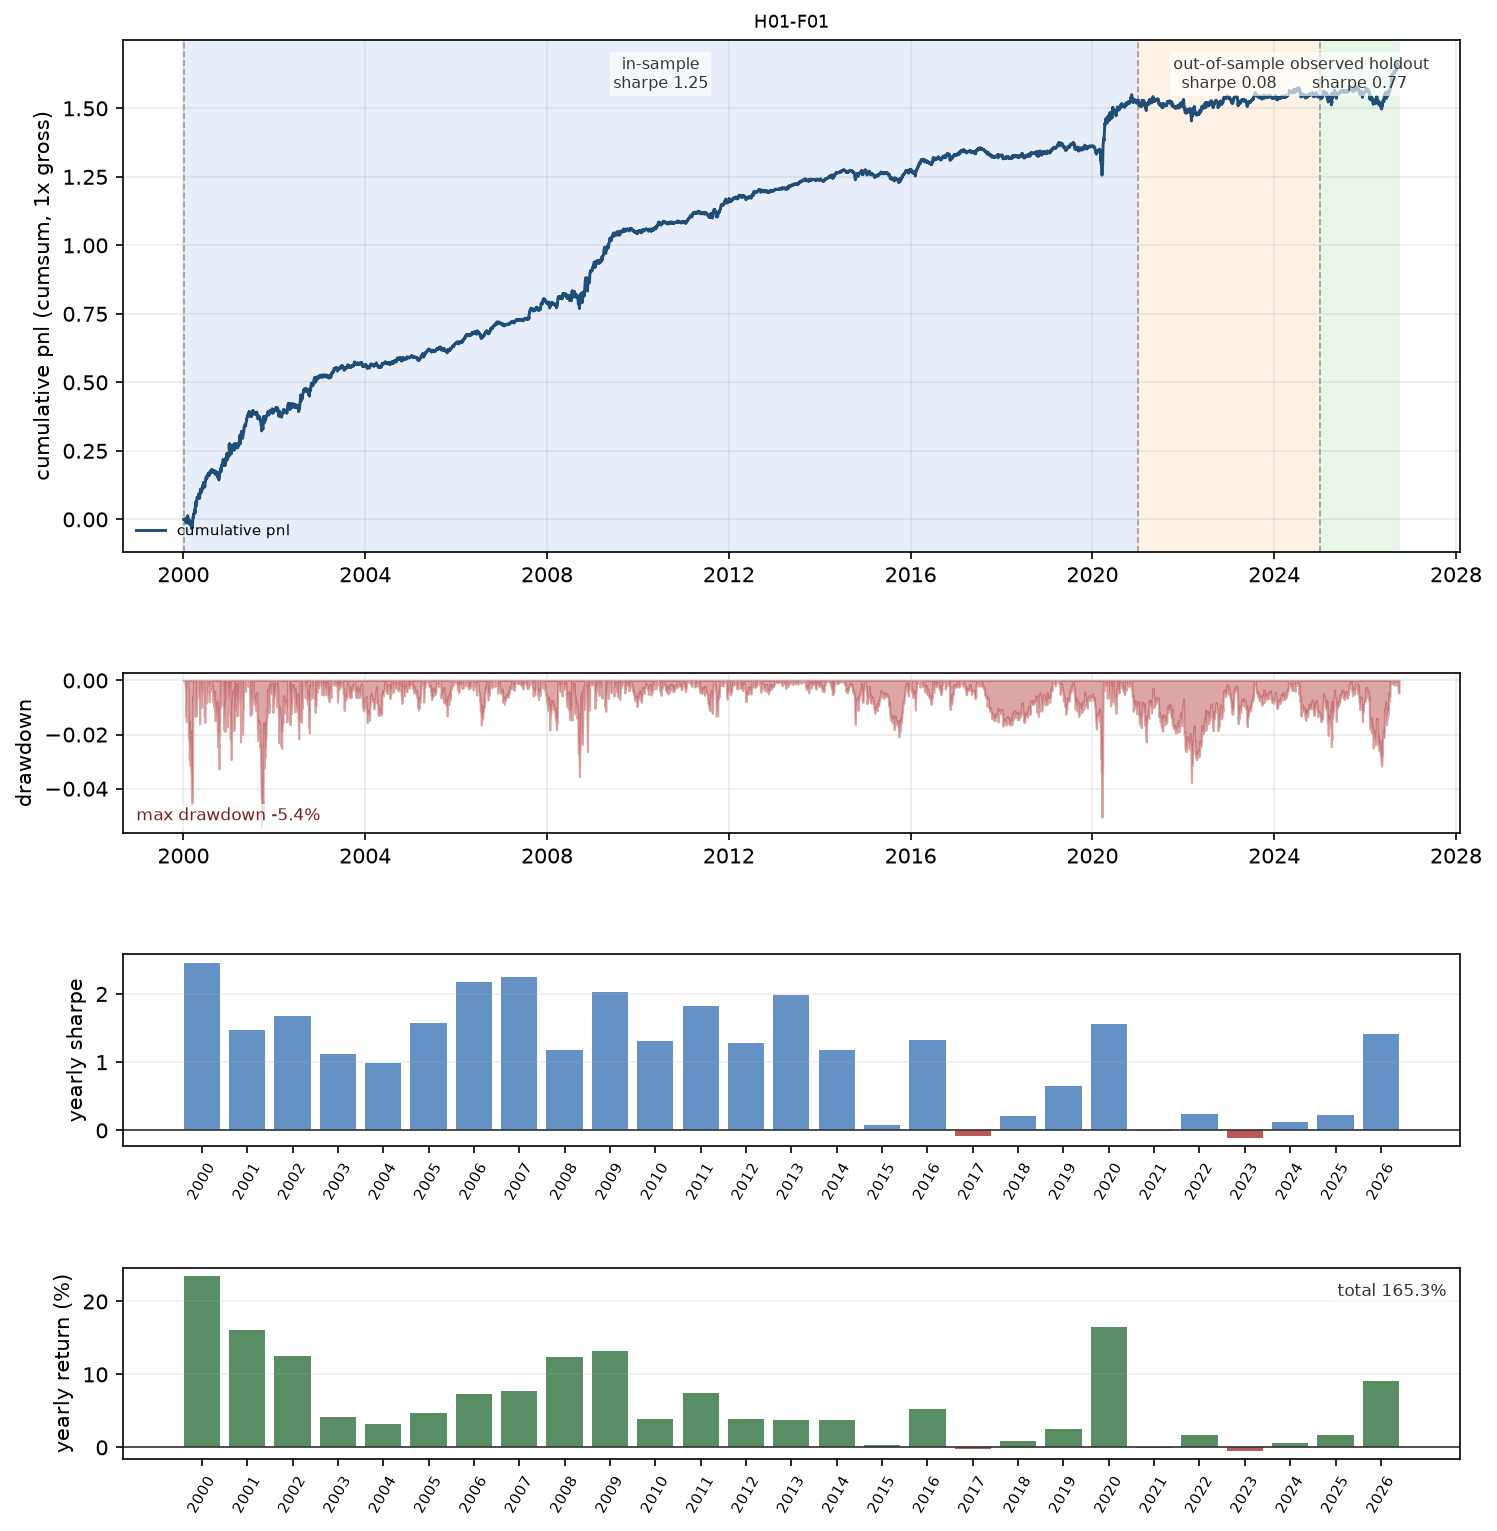 H01-F01
in-sample
sharpe 1.25
out-of-sample
sharpe 0.08
observed holdout
sharpe 0.77
cumulative pnl (cumsum, 1x gross)
1.50
1.25
1.00
0.75
0.50
0.25
0.00
cumulative pnl
2000 2004 2008 2012 2016 2020 2024 2028
drawdown
0.00
−0.02
−0.04
max drawdown -5.4%
2000 2004 2008 2012 2016 2020 2024 2028
yearly sharpe
2
1
0
2000 2001 2002 2003 2004 2005 2006 2007 2008 2009 2010 2011 2012 2013 2014 2015 2016 2017 2018 2019 2020 2021 2022 2023 2024 2025 2026
yearly return (%)
20
10
0
total 165.3%
2000 2001 2002 2003 2004 2005 2006 2007 2008 2009 2010 2011 2012 2013 2014 2015 2016 2017 2018 2019 2020 2021 2022 2023 2024 2025 2026